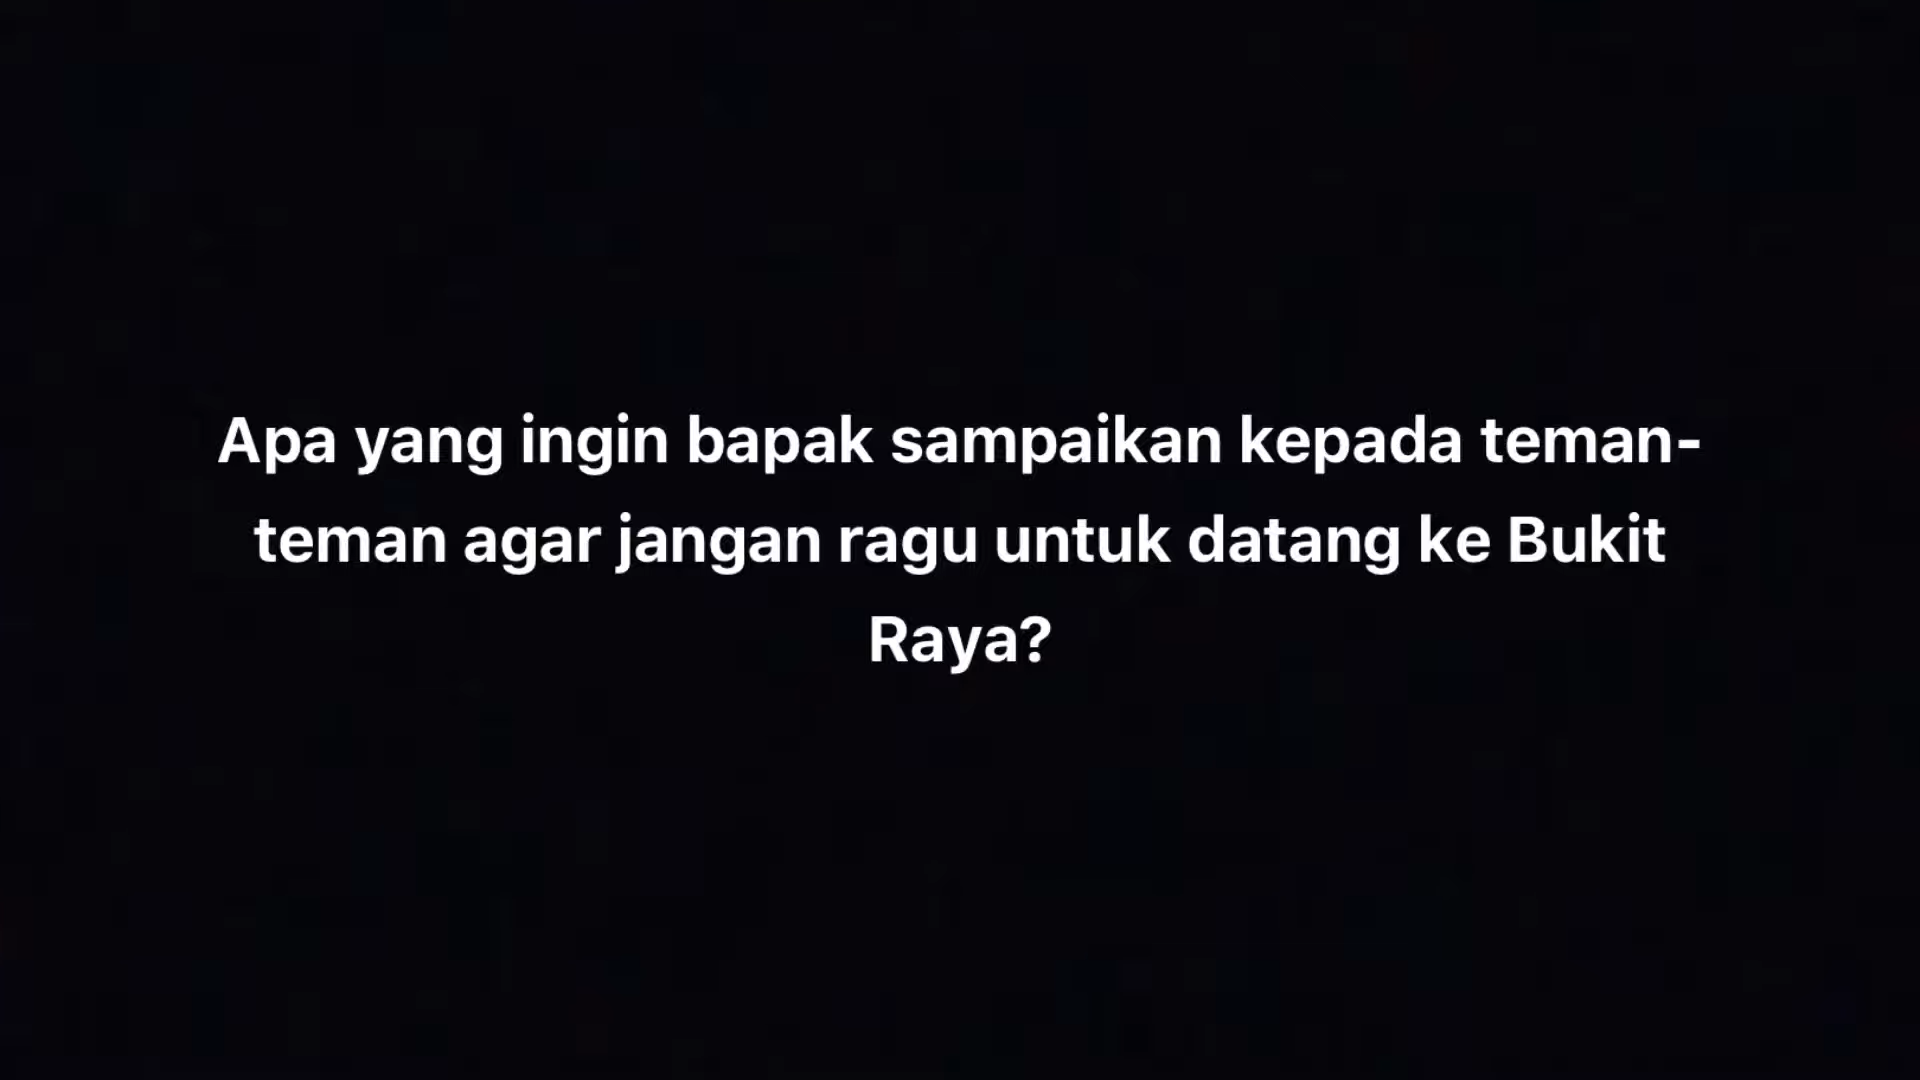 Apa yang ingin bapak sampaikan kepada teman-
teman agar jangan ragu untuk datang ke Bukit
Raya?